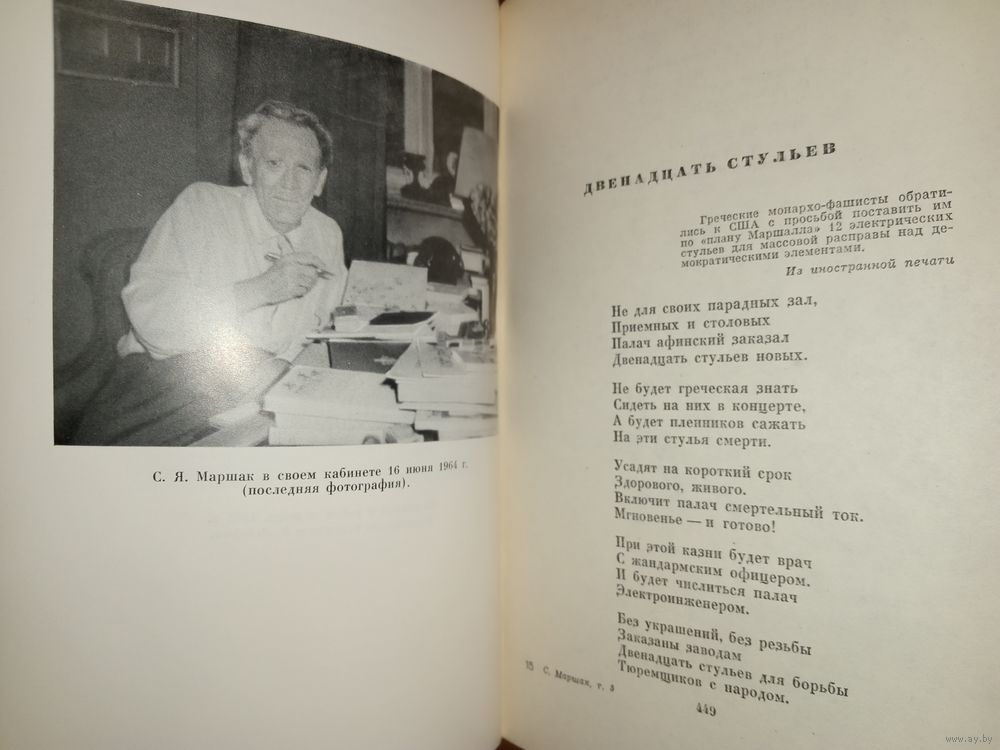 С. Я. Маршак в своем кабинете 16 июня 1964 г.
(последняя фотография).
ДВЕНАДЦАТЬ СТУЛЬЕВ
Греческие монархо-фашисты обрати-
лись к США с просьбой поставить им
по «плану Маршалла» 12 электрических
стульев для массовой расправы над де-
мократическими элементами.
Из иностранной печати
Не для своих парадных зал,
Приемных и столовых
Палач афинский заказал
Двенадцать стульев новых.
Не будет греческая знать
Сидеть на них в концерте,
А будет пленников сажать
На эти стулья смерти.
Усадят на короткий срок
Здорового, живого.
Включит палач смертельный ток.
Мгновенье — и готово!
При этой казни будет врач
С жандармским офицером.
И будет числиться палач
Электроинженером.
Без украшений, без резьбы
Заказаны заводам
Двенадцать стульев для борьбы
Тюремщиков с народом.
15 С. Маршак, т. 5
449
www.ay.by